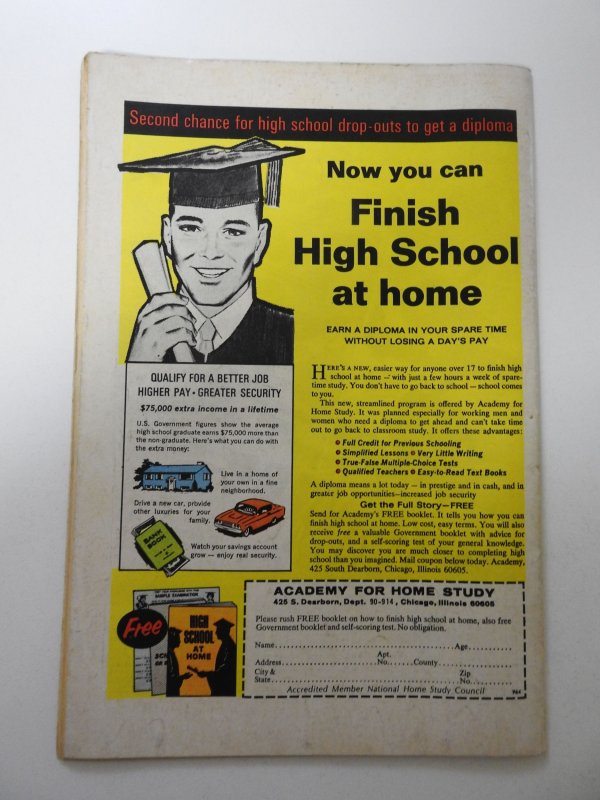 Second chance for high school drop-outs to get a diploma
Now you can
Finish
High School
at home
EARN A DIPLOMA IN YOUR SPARE TIME
WITHOUT LOSING A DAY'S PAY
QUALIFY FOR A BETTER JOB
HIGHER PAY • GREATER SECURITY
$75,000 extra income in a lifetime
U.S. Government figures show the average
high school graduate earns $75,000 more than
the non-graduate. Here's what you can do with
the extra money:
Live in a home of
your own in a fine
neighborhood.
Drive a new car, provide
other luxuries for your
family.
BANK
BOOK
Watch your savings account
grow — enjoy real security.
HERE'S A NEW, easier way for anyone over 17 to finish high
school at home — with just a few hours a week of spare-
time study. You don't have to go back to school — school comes
to you.
This new, streamlined program is offered by Academy for
Home Study. It was planned especially for working men and
women who need a diploma to get ahead and can't take time
out to go back to classroom study. It offers these advantages:
• Full Credit for Previous Schooling
• Simplified Lessons • Very Little Writing
• True-False Multiple-Choice Tests
• Qualified Teachers • Easy-to-Read Text Books
A diploma means a lot today — in prestige and in cash, and in
greater job opportunities—increased job security
Get the Full Story—FREE
Send for Academy's FREE booklet. It tells you how you can
finish high school at home. Low cost, easy terms. You will also
receive free a valuable Government booklet with advice for
drop-outs, and a self-scoring test of your general knowledge.
You may discover you are much closer to completing high
school than you imagined. Mail coupon below today. Academy,
425 South Dearborn, Chicago, Illinois 60605.
SAMPLE EXAMINATION
Free
HIGH
SCHOOL
AT
HOME
ACADEMY FOR HOME STUDY
425 S. Dearborn, Dept. 90-914, Chicago, Illinois 60605
Please rush FREE booklet on how to finish high school at home, also free
Government booklet and self-scoring test. No obligation.
Name..........Age..........
Address..........Apt. No.......County..........
City & State..........Zip No..........
Accredited Member National Home Study Council